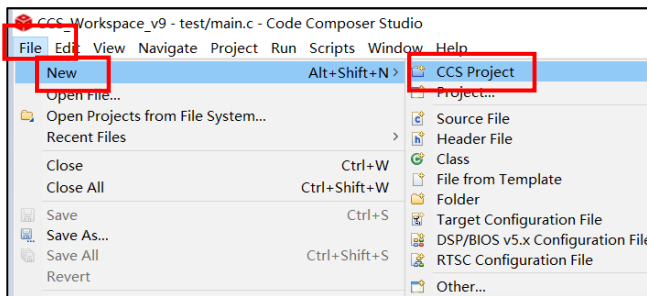 CCS_Workspace_v9 - test/main.c - Code Composer Studio
File Edit View Navigate Project Run Scripts Window Help
New Alt+Shift+N >
Open File...
Open Projects from File System...
Recent Files >
Close Ctrl+W
Close All Ctrl+Shift+W
Save Ctrl+S
Save As...
Save All Ctrl+Shift+S
Revert
CCS Project
Project...
Source File
Header File
Class
File from Template
Folder
Target Configuration File
DSP/BIOS v5.x Configuration File
RTSC Configuration File
Other...